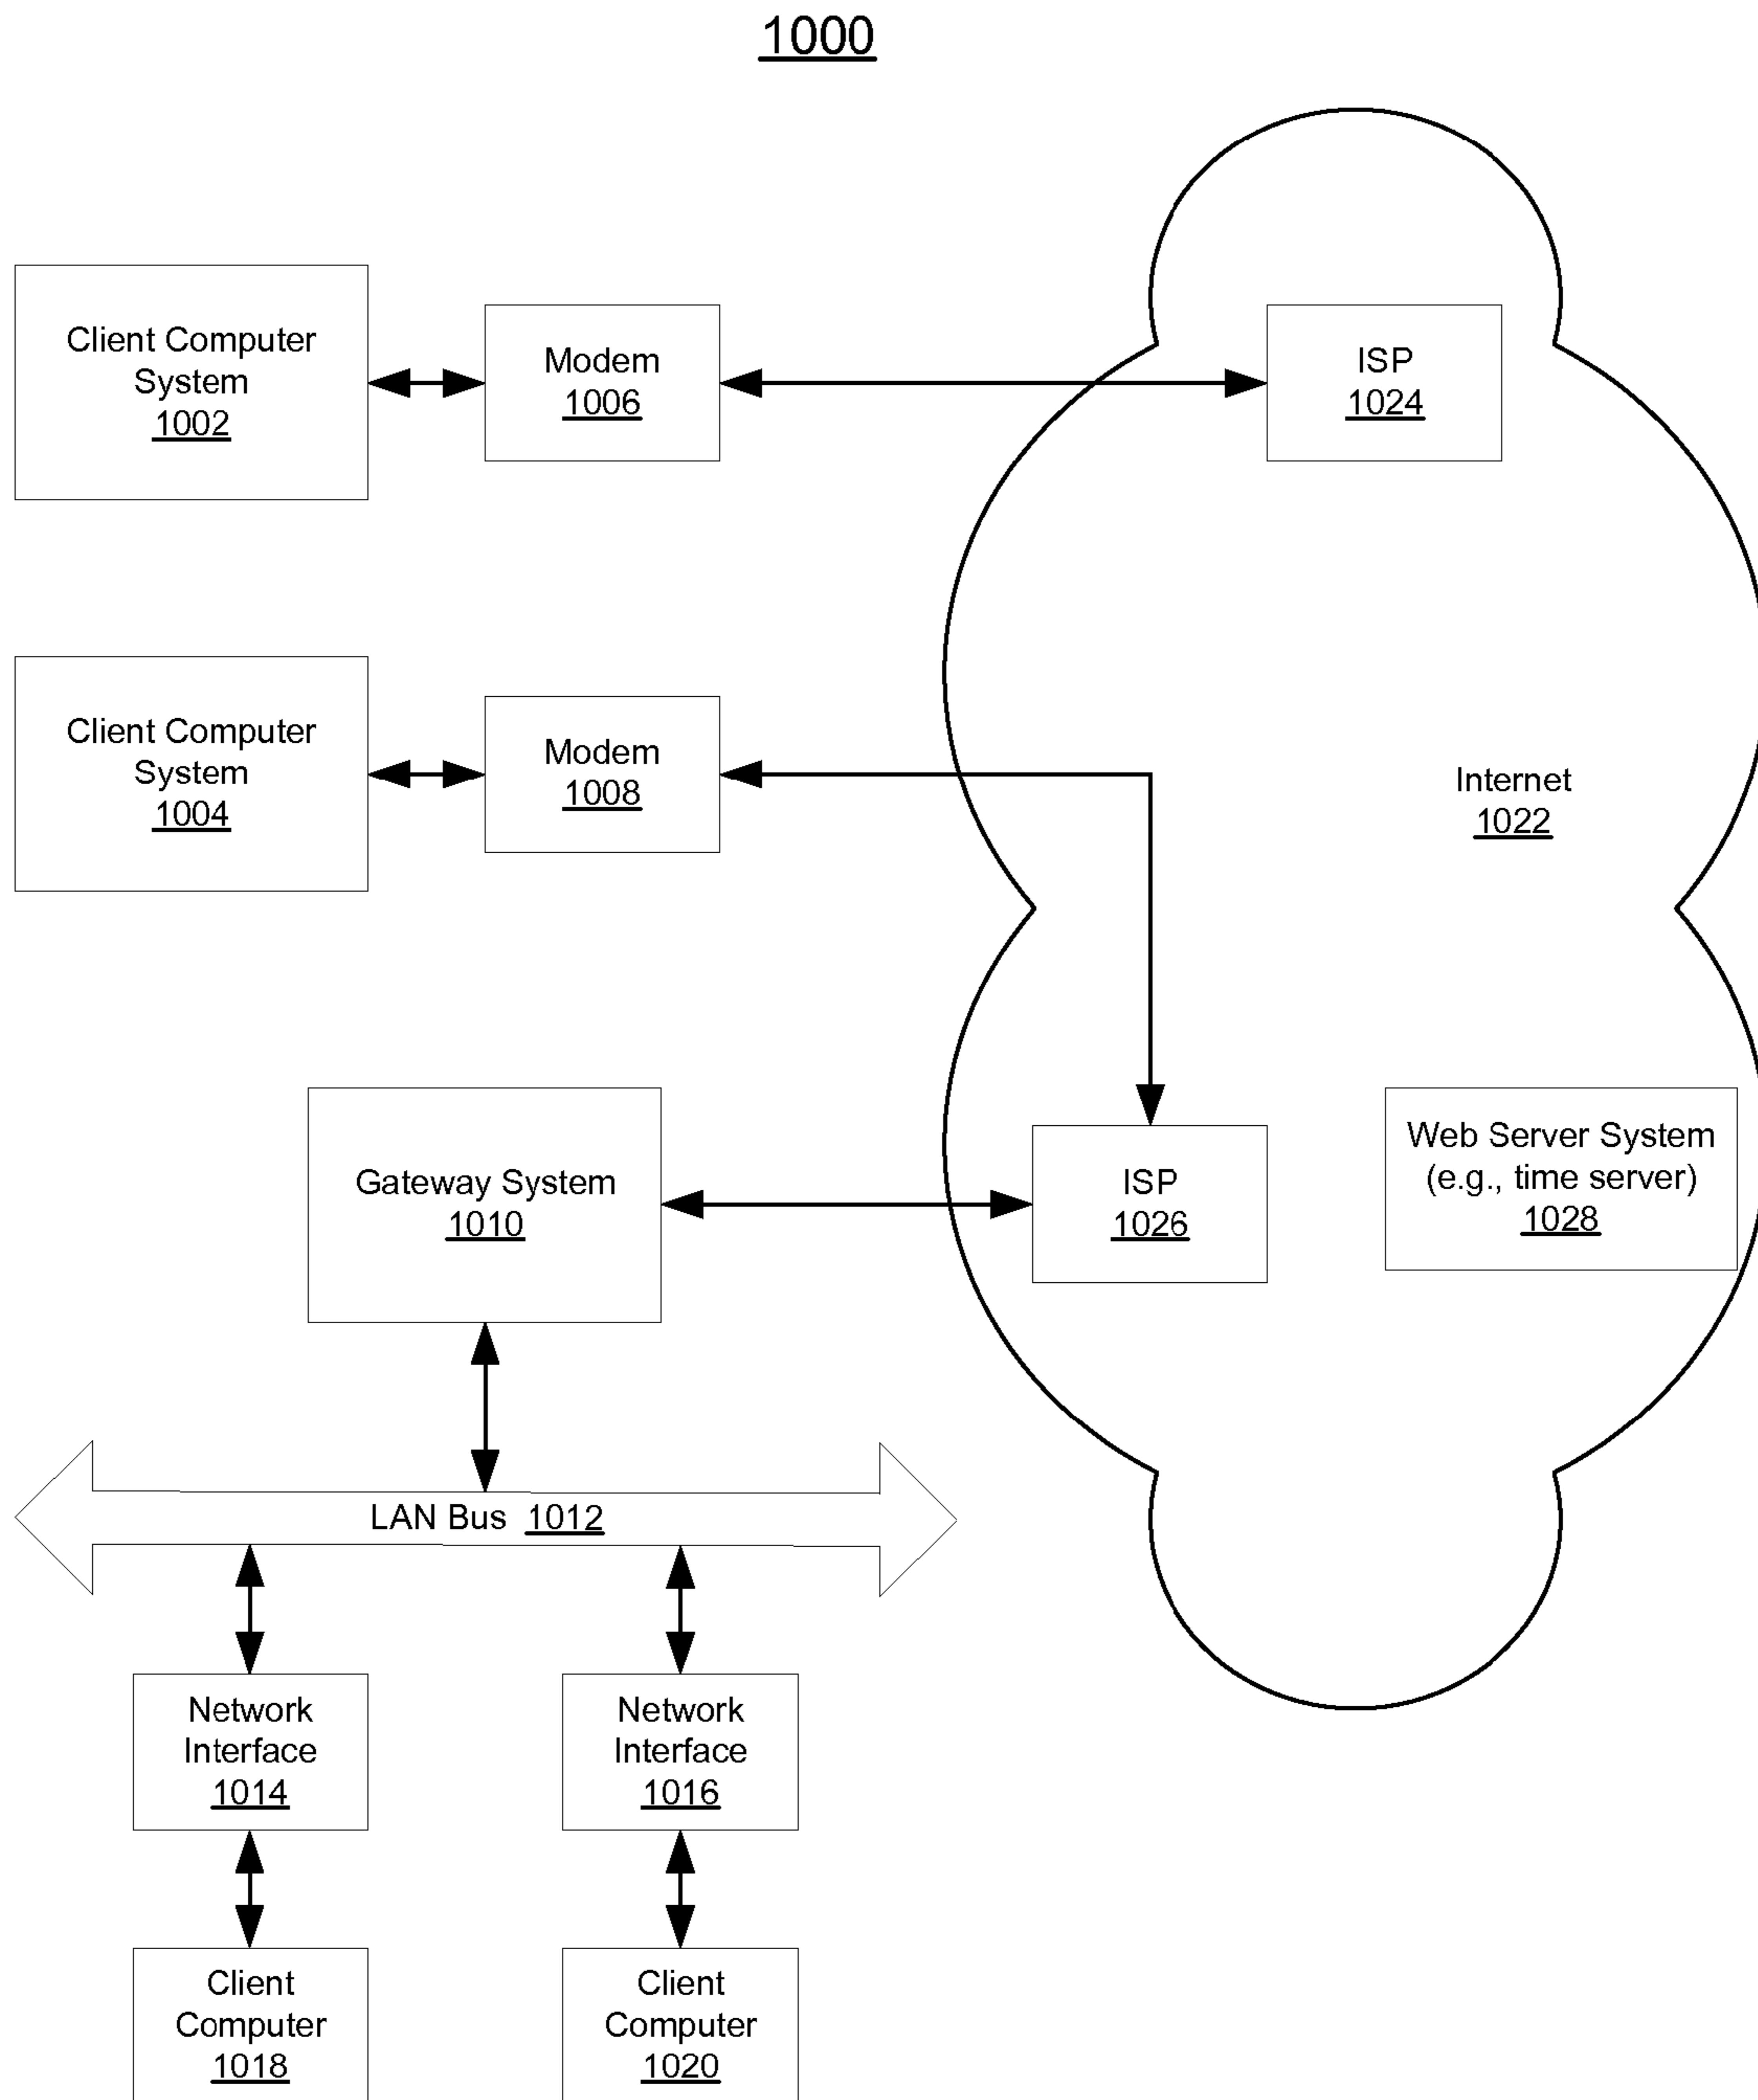 1000
Client Computer
System
1002
Modem
1006
ISP
1024
Client Computer
System
1004
Modem
1008
Internet
1022
Gateway System
1010
ISP
1026
Web Server System
(e.g., time server)
1028
LAN Bus 1012
Network
Interface
1014
Network
Interface
1016
Client
Computer
1018
Client
Computer
1020